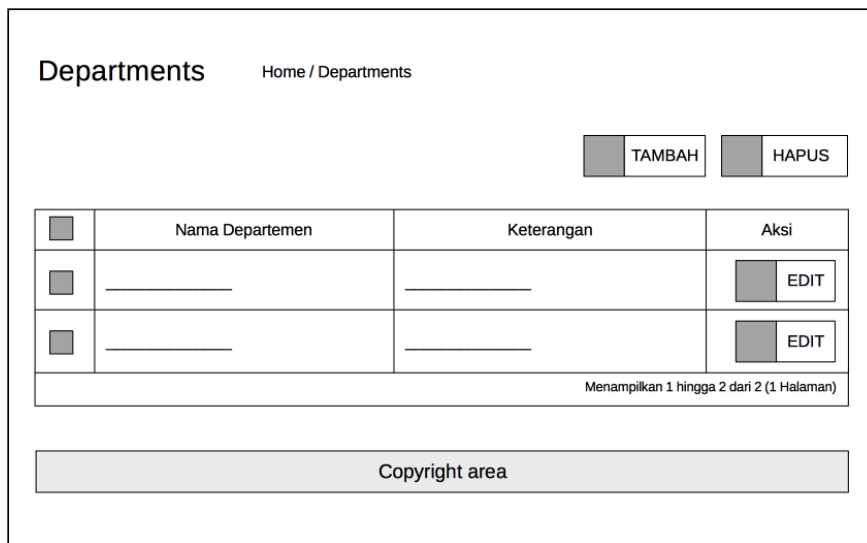 Departments
Home / Departments
TAMBAH
HAPUS
Nama Departemen
Keterangan
Aksi
EDIT
EDIT
Menampilkan 1 hingga 2 dari 2 (1 Halaman)
Copyright area